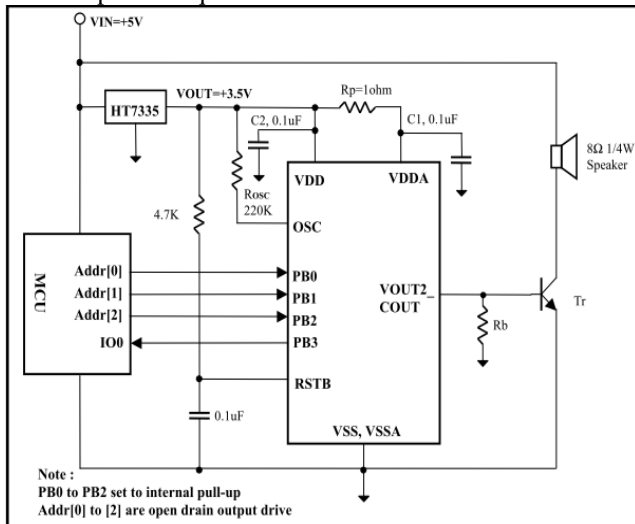 VIN=+5V
HT7335
VOUT=+3.5V
Rp=1ohm
C2, 0.1uF
C1, 0.1uF
8Ω 1/4W
Speaker
VDD
VDDA
Rosc
220K
4.7K
OSC
MCU
Addr[0]
Addr[1]
Addr[2]
IO0
PB0
PB1
PB2
PB3
VOUT2_
COUT
Tr
Rb
RSTB
0.1uF
VSS, VSSA
Note :
PB0 to PB2 set to internal pull-up
Addr[0] to [2] are open drain output drive